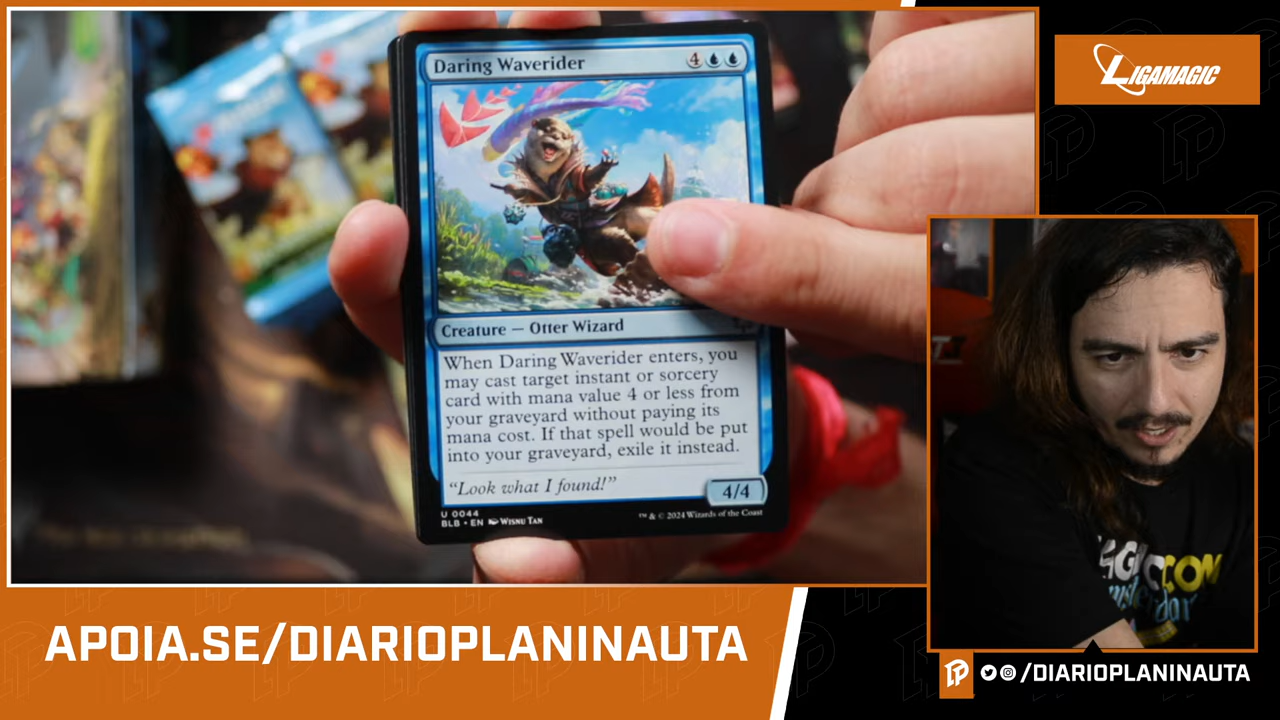 Daring Waverider
4
Creature — Otter Wizard
When Daring Waverider enters, you
may cast target instant or sorcery
card with mana value 4 or less from
your graveyard without paying its
mana cost. If that spell would be put
into your graveyard, exile it instead.
“Look what I found!”
4/4
U 0044
BLB • EN WISNU TAN
™ & © 2024 Wizards of the Coast
LIGAMAGIC
APOIA.SE/DIARIOPLANINAUTA
/DIARIOPLANINAUTA